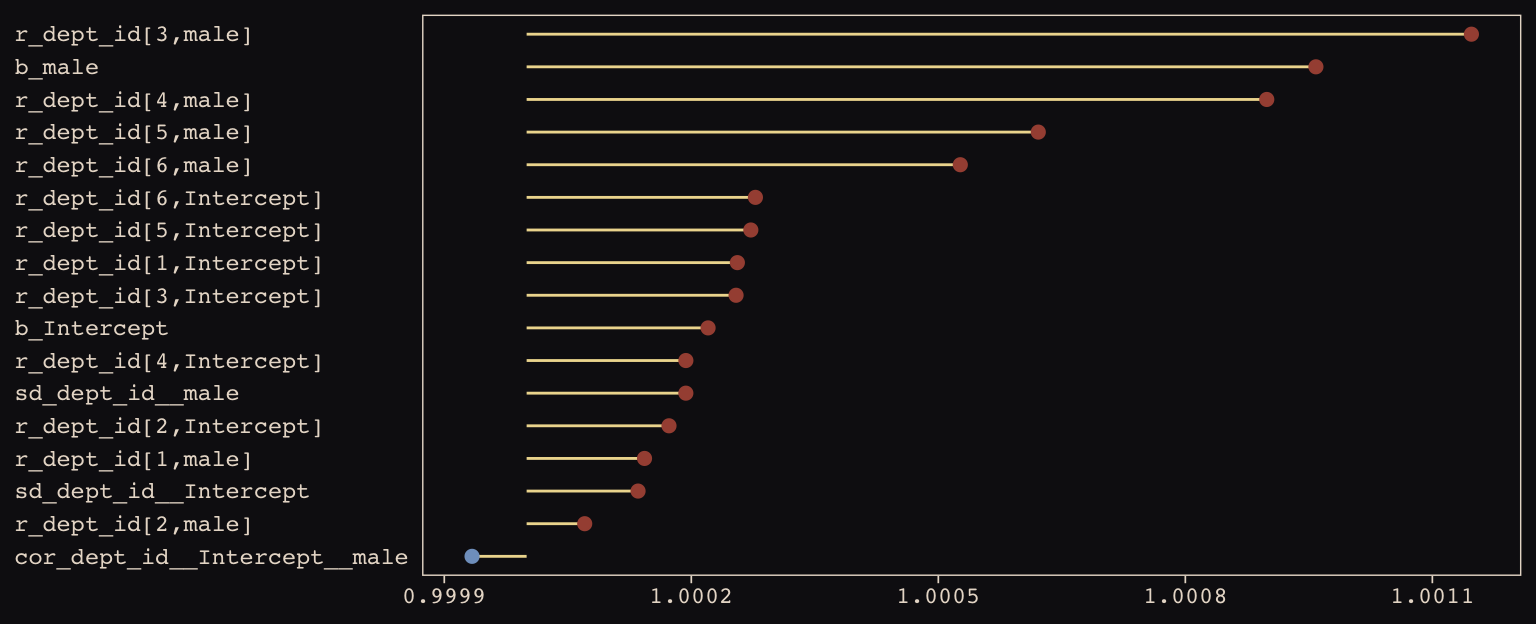 r_dept_id[3,male]
b_male
r_dept_id[4,male]
r_dept_id[5,male]
r_dept_id[6,male]
r_dept_id[6,Intercept]
r_dept_id[5,Intercept]
r_dept_id[1,Intercept]
r_dept_id[3,Intercept]
b_Intercept
r_dept_id[4,Intercept]
sd_dept_id__male
r_dept_id[2,Intercept]
r_dept_id[1,male]
sd_dept_id__Intercept
r_dept_id[2,male]
cor_dept_id__Intercept__male
0.9999 1.0002 1.0005 1.0008 1.0011